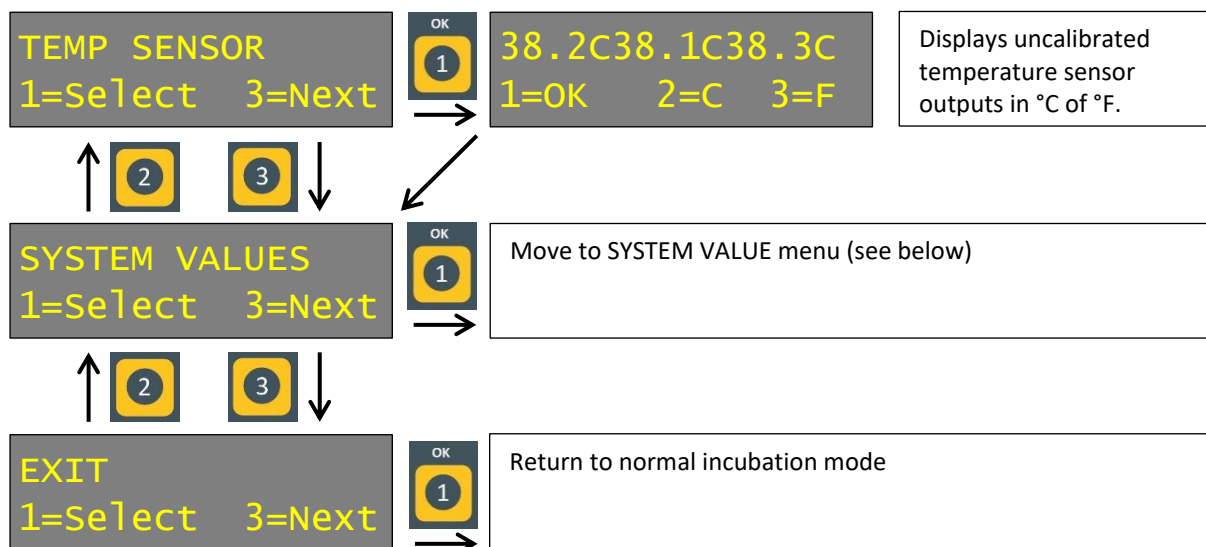 TEMP SENSOR
1=Select 3=Next
OK
1
38.2C38.1C38.3C
1=OK 2=C 3=F
Displays uncalibrated
temperature sensor
outputs in °C of °F.
2
3
SYSTEM VALUES
1=Select 3=Next
OK
1
Move to SYSTEM VALUE menu (see below)
2
3
EXIT
1=Select 3=Next
OK
1
Return to normal incubation mode